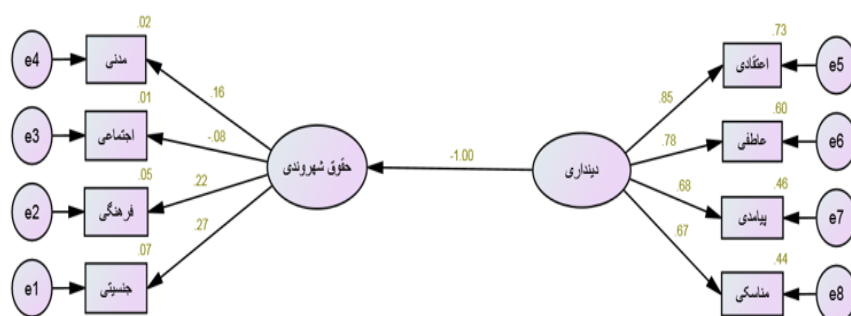 .02
.73
e4
مدنی
اعتقادی
e5
.16
.85
.01
.60
e3
اجتماعی
-.08
حقوق شهروندی
-1.00
دینداری
.78
عاطفی
e6
.05
.22
.68
.46
e2
فرهنگی
پیامدی
e7
.27
.67
.07
.44
e1
جنسیتی
مناسکی
e8